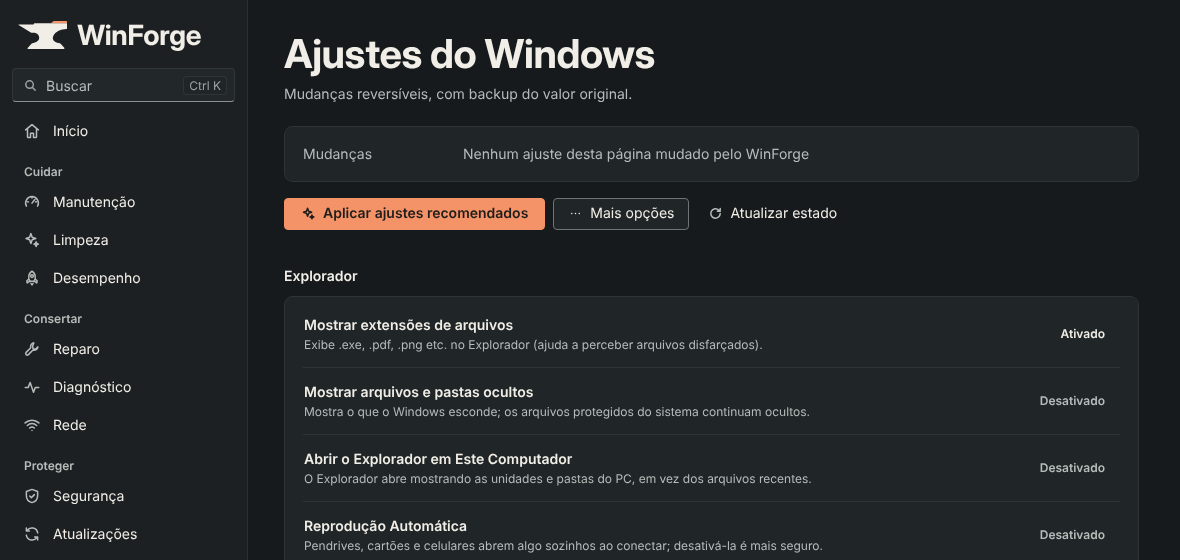 WinForge
Buscar
Ctrl K
Início
Cuidar
Manutenção
Limpeza
Desempenho
Consertar
Reparo
Diagnóstico
Rede
Proteger
Segurança
Atualizações
Ajustes do Windows
Mudanças reversíveis, com backup do valor original.
Mudanças
Nenhum ajuste desta página mudado pelo WinForge
Aplicar ajustes recomendados
··· Mais opções
Atualizar estado
Explorador
Mostrar extensões de arquivos
Exibe .exe, .pdf, .png etc. no Explorador (ajuda a perceber arquivos disfarçados).
Ativado
Mostrar arquivos e pastas ocultos
Mostra o que o Windows esconde; os arquivos protegidos do sistema continuam ocultos.
Desativado
Abrir o Explorador em Este Computador
O Explorador abre mostrando as unidades e pastas do PC, em vez dos arquivos recentes.
Desativado
Reprodução Automática
Pendrives, cartões e celulares abrem algo sozinhos ao conectar; desativá-la é mais seguro.
Desativado